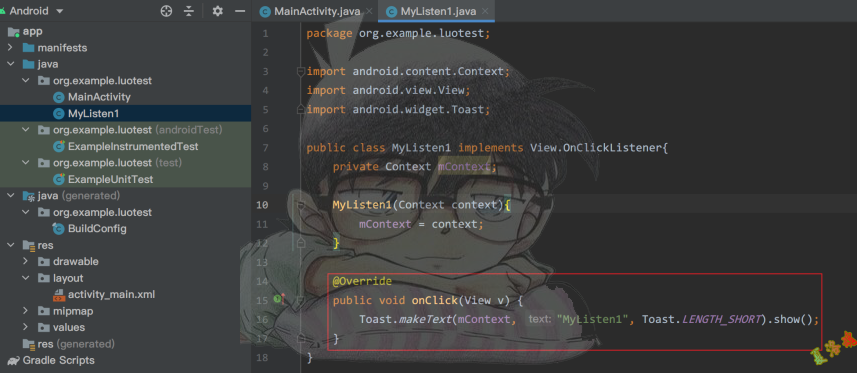 Android
app
manifests
java
org.example.luotest
MainActivity
MyListen1
org.example.luotest (androidTest)
ExampleInstrumentedTest
org.example.luotest (test)
ExampleUnitTest
java (generated)
org.example.luotest
BuildConfig
res
drawable
layout
activity_main.xml
mipmap
values
res (generated)
Gradle Scripts
MainActivity.java
MyListen1.java
1 package org.example.luotest;
2
3 import android.content.Context;
4 import android.view.View;
5 import android.widget.Toast;
6
7 public class MyListen1 implements View.OnClickListener{
8 private Context mContext;
9
10 MyListen1(Context context){
11 mContext = context;
12 }
13
14 @Override
15 public void onClick(View v) {
16 Toast.makeText(mContext, text: "MyListen1", Toast.LENGTH_SHORT).show();
17 }
18 }